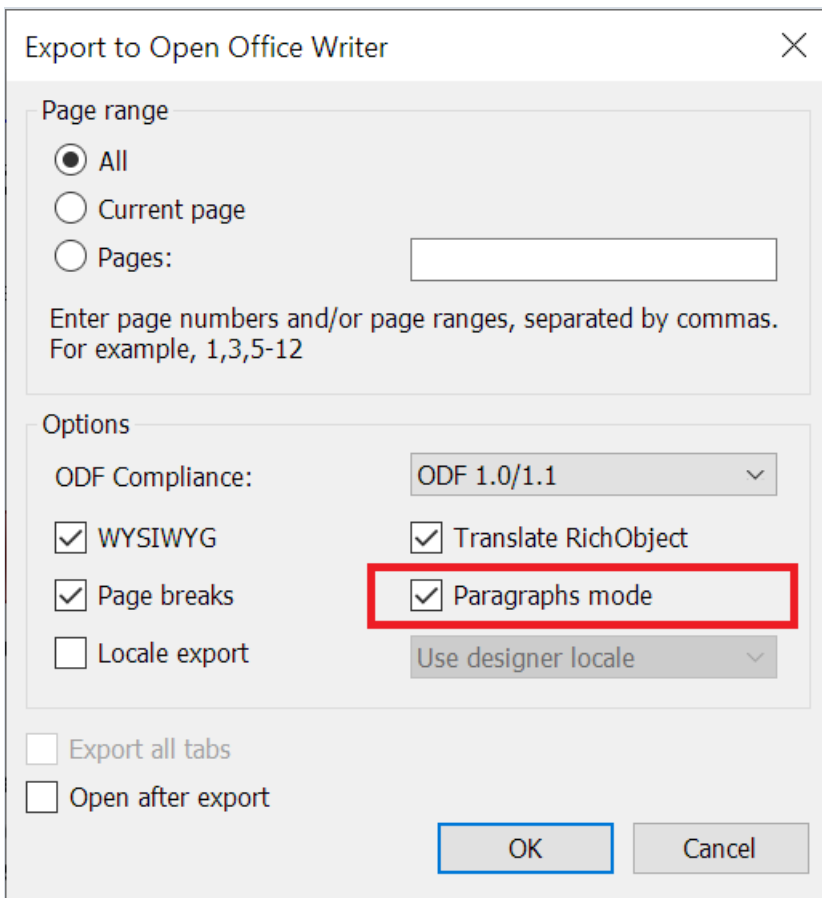 Export to Open Office Writer
Page range
All
Current page
Pages:
Enter page numbers and/or page ranges, separated by commas.
For example, 1,3,5-12
Options
ODF Compliance: ODF 1.0/1.1
WYSIWYG Translate RichObject
Page breaks Paragraphs mode
Locale export Use designer locale
Export all tabs
Open after export
OK Cancel